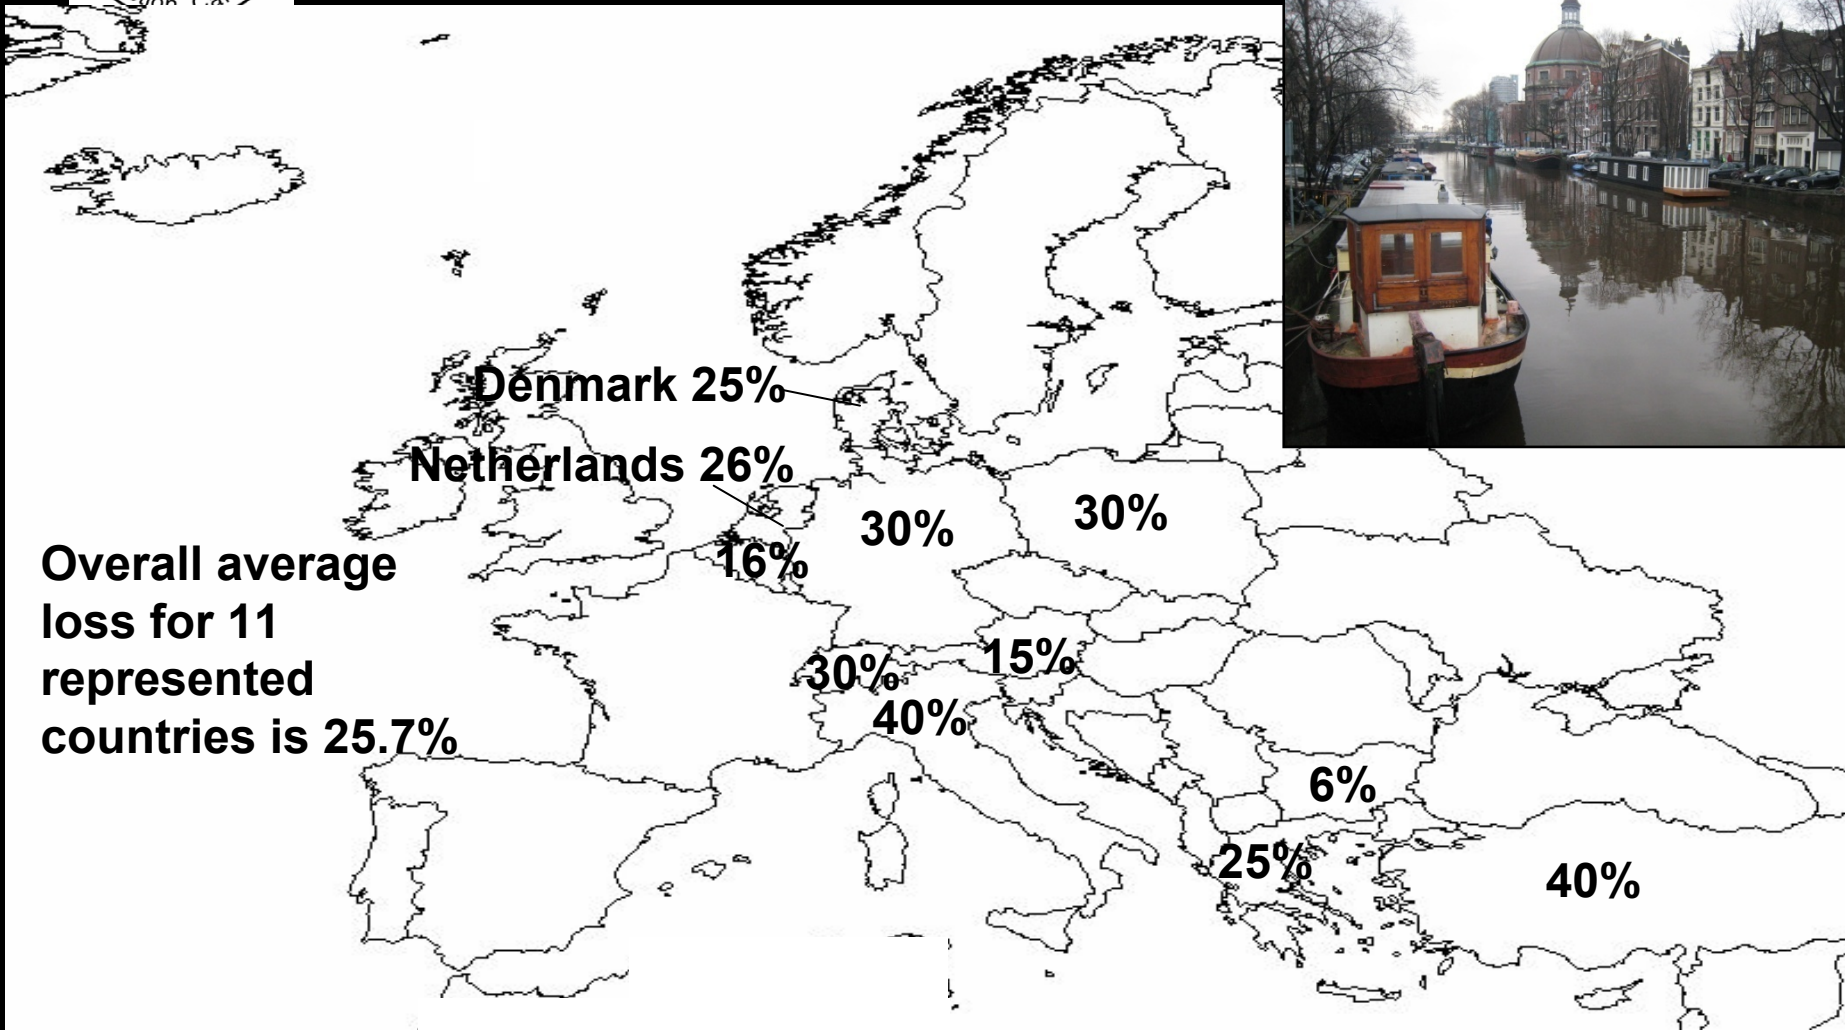 Denmark 25%
Netherlands 26%
30%
30%
16%
Overall average
loss for 11
represented
countries is 25.7%
15%
30%
40%
6%
25%
40%